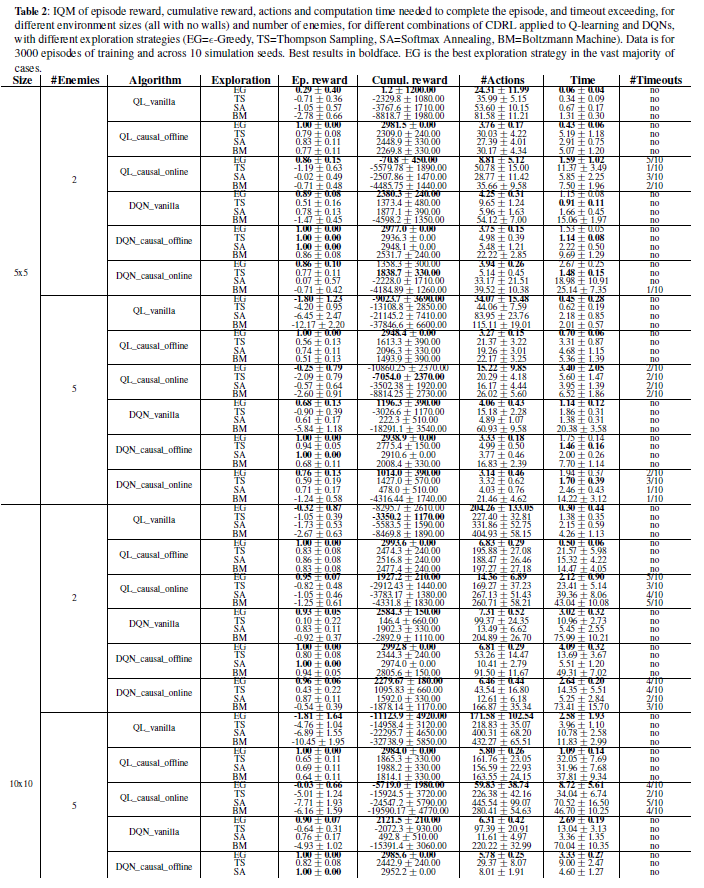 Table 2: IQM of episode reward, cumulative reward, actions and computation time needed to complete the episode, and timeout exceeding, for
different environment sizes (all with no walls) and number of enemies, for different combinations of CDRL applied to Q-learning and DQNs,
with different exploration strategies (EG=ϵ-Greedy, TS=Thompson Sampling, SA=Softmax Annealing, BM=Boltzmann Machine). Data is for
3000 episodes of training and across 10 simulation seeds. Best results in boldface. EG is the best exploration strategy in the vast majority of
cases.
Size #Enemies Algorithm Exploration Ep. reward Cumul. reward #Actions Time #Timeouts
5x5 2 QL_vanilla EG 0.29 ± 0.40 1.2 ± 1200.00 24.31 ± 11.99 0.06 ± 0.04 no
TS -0.71 ± 0.36 -2329.8 ± 1080.00 35.99 ± 5.15 0.34 ± 0.09 no
SA -1.05 ± 0.57 -3767.6 ± 1710.00 53.60 ± 10.15 0.67 ± 0.17 no
BM -2.78 ± 0.66 -8818.7 ± 1980.00 81.58 ± 11.21 1.31 ± 0.30 no
QL_causal_offline EG 1.00 ± 0.00 2981.5 ± 0.00 3.76 ± 0.17 0.43 ± 0.06 no
TS 0.79 ± 0.08 2309.0 ± 240.00 30.03 ± 4.22 5.19 ± 1.18 no
SA 0.83 ± 0.11 2448.9 ± 330.00 27.39 ± 4.01 2.91 ± 0.75 no
BM 0.77 ± 0.11 2269.8 ± 330.00 30.17 ± 4.34 5.07 ± 1.20 no
QL_causal_online EG 0.86 ± 0.15 -70.8 ± 450.00 8.81 ± 5.12 1.59 ± 1.02 5/10
TS -1.19 ± 0.63 -5579.78 ± 1890.00 50.78 ± 15.00 11.37 ± 3.49 1/10
SA -0.02 ± 0.49 -2507.86 ± 1470.00 28.77 ± 11.42 5.85 ± 2.25 3/10
BM -0.71 ± 0.48 -4485.75 ± 1440.00 35.66 ± 9.58 7.50 ± 1.96 2/10
DQN_vanilla EG 0.89 ± 0.08 2380.3 ± 240.00 4.25 ± 0.31 1.15 ± 0.08 no
TS 0.51 ± 0.16 1373.4 ± 480.00 9.65 ± 1.24 0.91 ± 0.11 no
SA 0.78 ± 0.13 1877.1 ± 390.00 5.96 ± 1.63 1.66 ± 0.45 no
BM -1.47 ± 0.45 -4598.2 ± 1350.00 54.12 ± 7.00 15.06 ± 1.97 no
DQN_causal_offline EG 1.00 ± 0.00 2977.0 ± 0.00 3.75 ± 0.15 1.53 ± 0.05 no
TS 1.00 ± 0.00 2936.3 ± 0.00 4.98 ± 0.39 1.14 ± 0.08 no
SA 1.00 ± 0.00 2948.1 ± 0.00 5.48 ± 1.21 2.22 ± 0.50 no
BM 0.86 ± 0.08 2531.7 ± 240.00 22.22 ± 2.85 9.69 ± 1.29 no
DQN_causal_online EG 0.86 ± 0.10 1358.3 ± 300.00 3.94 ± 0.26 2.67 ± 0.25 no
TS 0.77 ± 0.11 1838.7 ± 330.00 5.14 ± 0.45 1.48 ± 0.15 no
SA 0.07 ± 0.57 -2228.0 ± 1710.00 33.17 ± 21.51 18.98 ± 10.91 no
BM -0.71 ± 0.42 -4184.89 ± 1260.00 39.52 ± 10.38 25.14 ± 7.35 1/10
5 QL_vanilla EG -1.80 ± 1.23 -9023.7 ± 3690.00 34.07 ± 15.48 0.45 ± 0.28 no
TS -4.20 ± 0.95 -13108.8 ± 2850.00 44.06 ± 7.59 0.62 ± 0.19 no
SA -6.45 ± 2.47 -21145.2 ± 7410.00 83.95 ± 23.76 2.18 ± 0.85 no
BM -12.17 ± 2.20 -37846.6 ± 6600.00 115.11 ± 19.01 2.01 ± 0.57 no
QL_causal_offline EG 1.00 ± 0.00 2948.4 ± 0.00 3.27 ± 0.15 0.70 ± 0.06 no
TS 0.56 ± 0.13 1613.3 ± 390.00 21.37 ± 3.22 3.31 ± 0.87 no
SA 0.74 ± 0.11 2096.3 ± 330.00 19.26 ± 3.01 4.68 ± 1.15 no
BM 0.51 ± 0.13 1493.9 ± 390.00 22.17 ± 3.25 5.36 ± 1.39 no
QL_causal_online EG -0.25 ± 0.79 -10860.25 ± 2370.00 15.22 ± 9.85 3.40 ± 2.05 2/10
TS -2.09 ± 0.79 -7054.0 ± 2370.00 20.29 ± 4.18 5.60 ± 1.47 2/10
SA -0.57 ± 0.64 -3502.38 ± 1920.00 16.17 ± 4.44 3.95 ± 1.39 2/10
BM -2.60 ± 0.91 -8814.25 ± 2730.00 26.02 ± 5.60 6.52 ± 1.86 2/10
DQN_vanilla EG 0.68 ± 0.13 1196.3 ± 390.00 4.06 ± 0.43 1.14 ± 0.12 no
TS -0.90 ± 0.39 -3026.6 ± 1170.00 15.18 ± 2.28 1.86 ± 0.31 no
SA 0.61 ± 0.17 222.3 ± 510.00 4.89 ± 1.07 1.38 ± 0.31 no
BM -5.84 ± 1.18 -18291.1 ± 3540.00 60.93 ± 9.58 20.38 ± 3.58 no
DQN_causal_offline EG 1.00 ± 0.00 2938.9 ± 0.00 3.33 ± 0.18 1.75 ± 0.14 no
TS 0.94 ± 0.05 2775.4 ± 150.00 4.99 ± 0.50 1.46 ± 0.16 no
SA 1.00 ± 0.00 2910.6 ± 0.00 3.77 ± 0.46 2.00 ± 0.26 no
BM 0.68 ± 0.11 2008.4 ± 330.00 16.83 ± 2.39 7.70 ± 1.14 no
DQN_causal_online EG 0.76 ± 0.13 1014.0 ± 390.00 3.14 ± 0.46 1.94 ± 0.37 2/10
TS 0.59 ± 0.19 1427.0 ± 570.00 3.32 ± 0.62 1.70 ± 0.39 3/10
SA 0.71 ± 0.17 478.0 ± 510.00 4.03 ± 0.76 2.46 ± 0.43 1/10
BM -1.24 ± 0.58 -4316.44 ± 1740.00 21.46 ± 4.62 14.22 ± 3.12 1/10
10x10 2 QL_vanilla EG -0.32 ± 0.87 -8295.7 ± 2610.00 204.26 ± 133.05 0.30 ± 0.44 no
TS -1.05 ± 0.39 -3350.2 ± 1170.00 227.40 ± 32.81 1.38 ± 0.35 no
SA -1.73 ± 0.53 -5583.5 ± 1590.00 331.86 ± 52.75 2.15 ± 0.59 no
BM -2.67 ± 0.63 -8469.8 ± 1890.00 404.93 ± 58.15 4.26 ± 1.13 no
QL_causal_offline EG 1.00 ± 0.00 2993.6 ± 0.00 6.83 ± 0.29 0.50 ± 0.06 no
TS 0.83 ± 0.08 2474.3 ± 240.00 195.88 ± 27.08 21.57 ± 5.98 no
SA 0.86 ± 0.08 2516.8 ± 240.00 188.47 ± 26.46 15.32 ± 4.22 no
BM 0.83 ± 0.08 2477.4 ± 240.00 197.27 ± 27.18 14.47 ± 4.05 no
QL_causal_online EG 0.95 ± 0.07 1927.2 ± 210.00 14.36 ± 6.89 2.12 ± 0.90 5/10
TS -0.82 ± 0.48 -2912.43 ± 1440.00 169.27 ± 37.23 23.41 ± 5.14 3/10
SA -1.05 ± 0.46 -3783.17 ± 1380.00 267.13 ± 51.43 39.36 ± 8.06 4/10
BM -1.25 ± 0.61 -4331.8 ± 1830.00 260.71 ± 58.21 43.04 ± 10.08 5/10
DQN_vanilla EG 0.93 ± 0.05 2584.3 ± 150.00 7.31 ± 0.52 3.02 ± 0.32 no
TS 0.10 ± 0.22 146.4 ± 660.00 99.37 ± 24.35 10.96 ± 2.73 no
SA 0.83 ± 0.11 1902.3 ± 330.00 13.49 ± 6.62 5.45 ± 2.55 no
BM -0.92 ± 0.37 -2892.9 ± 1110.00 204.89 ± 26.70 75.99 ± 10.21 no
DQN_causal_offline EG 1.00 ± 0.00 2992.8 ± 0.00 6.81 ± 0.29 4.09 ± 0.32 no
TS 0.80 ± 0.08 2344.3 ± 240.00 53.26 ± 14.47 13.69 ± 3.67 no
SA 1.00 ± 0.00 2974.0 ± 0.00 10.41 ± 2.79 5.51 ± 1.20 no
BM 0.94 ± 0.05 2805.6 ± 150.00 91.50 ± 11.67 49.31 ± 7.02 no
DQN_causal_online EG 0.96 ± 0.06 2279.67 ± 180.00 6.46 ± 0.44 2.64 ± 0.20 4/10
TS 0.43 ± 0.22 1095.83 ± 660.00 43.54 ± 16.80 14.35 ± 5.51 4/10
SA 0.87 ± 0.11 1592.0 ± 330.00 12.61 ± 6.18 5.25 ± 2.84 2/10
BM -0.54 ± 0.39 -1878.14 ± 1170.00 166.87 ± 35.34 73.41 ± 15.70 3/10
5 QL_vanilla EG -1.81 ± 1.64 -11123.9 ± 4920.00 171.58 ± 102.54 2.58 ± 1.93 no
TS -4.76 ± 1.04 -14958.4 ± 3120.00 218.83 ± 35.07 3.96 ± 1.10 no
SA -6.89 ± 1.55 -22295.7 ± 4650.00 400.31 ± 68.20 10.78 ± 2.58 no
BM -10.45 ± 1.95 -32738.9 ± 5850.00 432.27 ± 65.51 11.83 ± 2.99 no
QL_causal_offline EG 1.00 ± 0.00 2984.0 ± 0.00 5.80 ± 0.26 1.09 ± 0.14 no
TS 0.65 ± 0.11 1865.3 ± 330.00 161.76 ± 23.05 32.05 ± 7.69 no
SA 0.69 ± 0.11 1988.2 ± 330.00 156.59 ± 22.93 31.96 ± 7.68 no
BM 0.64 ± 0.11 1814.1 ± 330.00 163.55 ± 24.15 37.81 ± 9.34 no
QL_causal_online EG -0.03 ± 0.66 -5719.0 ± 1980.00 59.83 ± 38.74 8.72 ± 5.61 4/10
TS -5.01 ± 1.24 -15924.5 ± 3720.00 226.38 ± 42.16 34.04 ± 6.74 2/10
SA -7.71 ± 1.93 -24547.2 ± 5790.00 445.54 ± 99.07 70.52 ± 16.50 5/10
BM -6.16 ± 1.59 -19590.17 ± 4770.00 280.41 ± 54.63 46.70 ± 10.25 4/10
DQN_vanilla EG 0.90 ± 0.07 2121.5 ± 210.00 6.31 ± 0.42 2.69 ± 0.19 no
TS -0.64 ± 0.31 -2072.3 ± 930.00 97.39 ± 20.91 13.04 ± 3.13 no
SA 0.76 ± 0.17 492.8 ± 510.00 11.61 ± 4.97 3.36 ± 1.35 no
BM -4.93 ± 1.02 -15391.4 ± 3060.00 220.22 ± 32.99 70.04 ± 10.35 no
DQN_causal_offline EG 1.00 ± 0.00 2985.6 ± 0.00 5.78 ± 0.25 3.33 ± 0.27 no
TS 0.82 ± 0.08 2442.9 ± 240.00 29.37 ± 8.07 9.00 ± 2.47 no
SA 1.00 ± 0.00 2952.2 ± 0.00 8.01 ± 1.91 4.60 ± 1.27 no